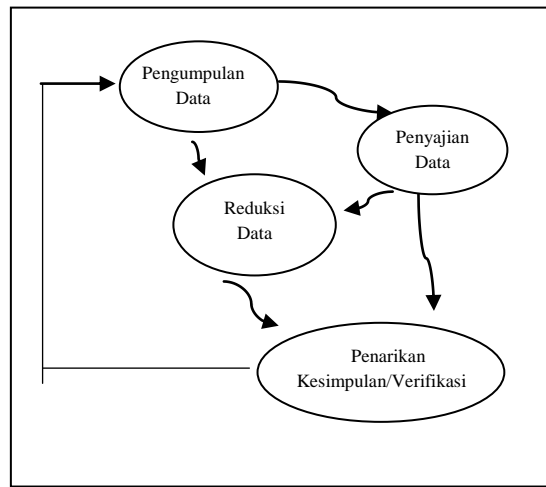 Pengumpulan
Data
Penyajian
Data
Reduksi
Data
Penarikan
Kesimpulan/Verifikasi